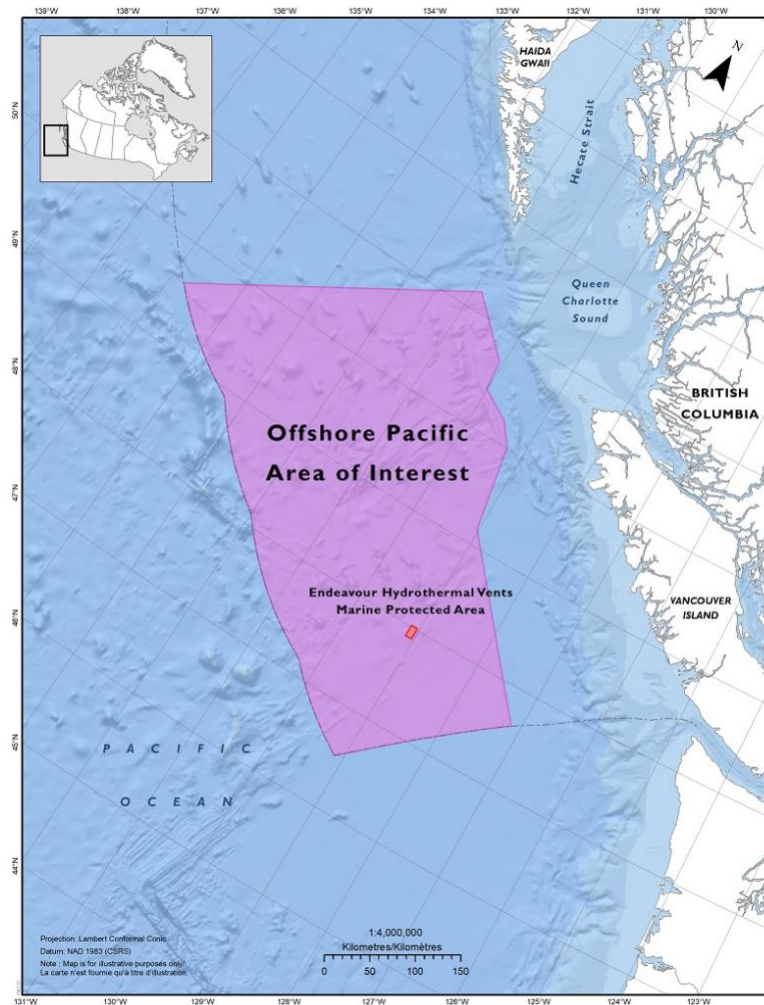 139°W 138°W 137°W 136°W 135°W 134°W 133°W 132°W 131°W 130°W
HAIDA
GWAII
N
Hecate Strait
50°N
49°N
Queen
Charlotte
Sound
48°N
BRITISH
COLUMBIA
Offshore Pacific
Area of Interest
47°N
Endeavour Hydrothermal Vents
Marine Protected Area
VANCOUVER
ISLAND
46°N
PACIFIC
OCEAN
45°N
44°N
Projection: Lambert Conformal Conic
Datum: NAD 1983 (CSRS)
Note : Map is for illustrative purposes only/
La carte n'est fournie qu'à titre d'illustration.
1:4,000,000
Kilometres/Kilomètres
0 50 100 150
131°W 130°W 129°W 128°W 127°W 126°W 125°W 124°W 123°W